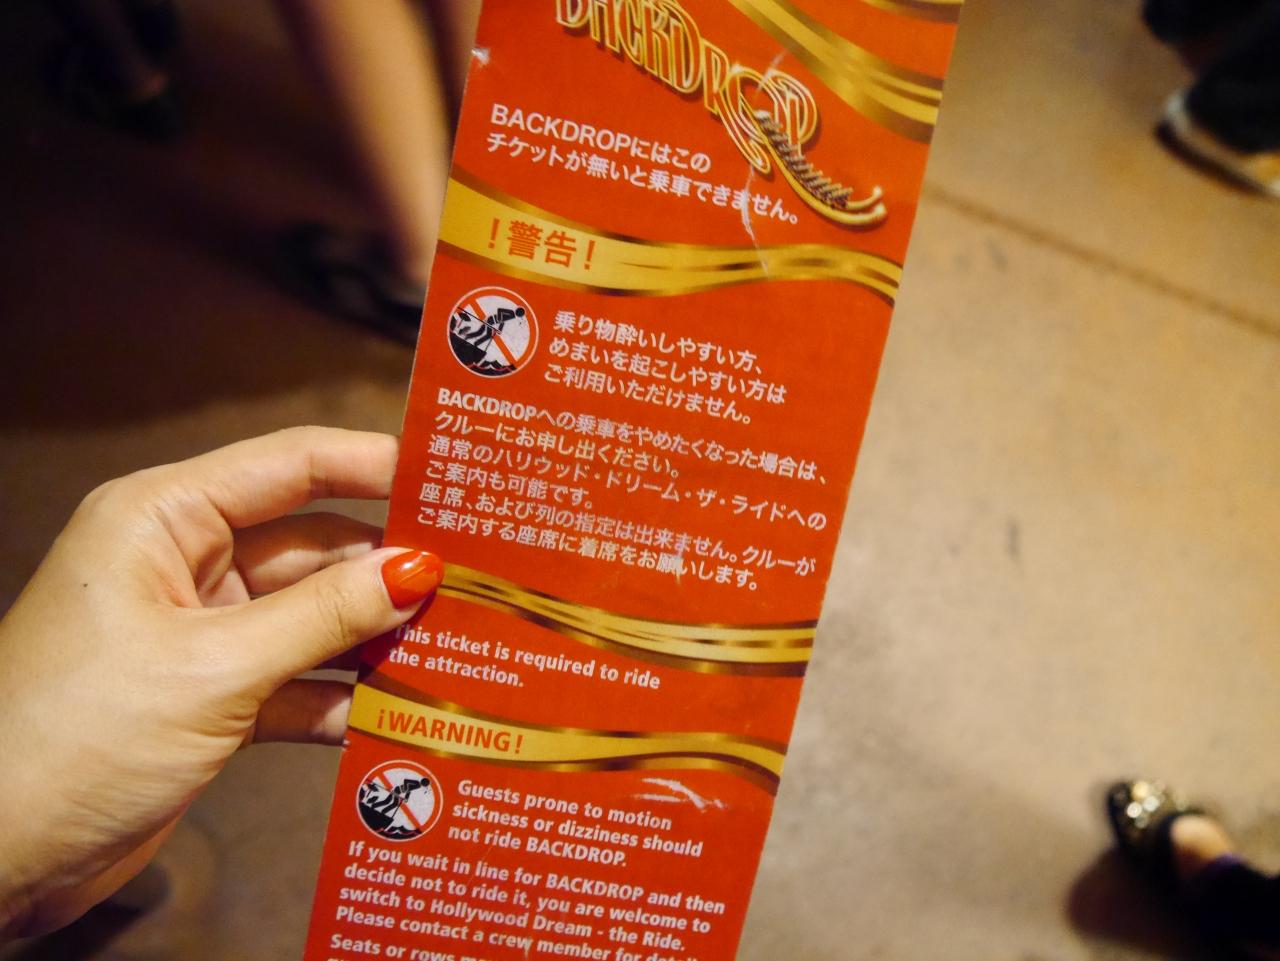 BACKDROP
BACKDROPにはこの
チケットが無いと乗車できません。
！警告！
乗り物酔いしやすい方、
めまいを起こしやすい方は
ご利用いただけません。
BACKDROPへの乗車をやめたくなった場合は、
クルーにお申し出ください。
通常のハリウッド・ドリーム・ザ・ライドへの
ご案内も可能です。
座席、および列の指定は出来ません。クルーが
ご案内する座席に着席をお願いします。
This ticket is required to ride
the attraction.
¡WARNING!
Guests prone to motion
sickness or dizziness should
not ride BACKDROP.
If you wait in line for BACKDROP and then
decide not to ride it, you are welcome to
switch to Hollywood Dream - the Ride.
Please contact a crew member for
Seats or rows